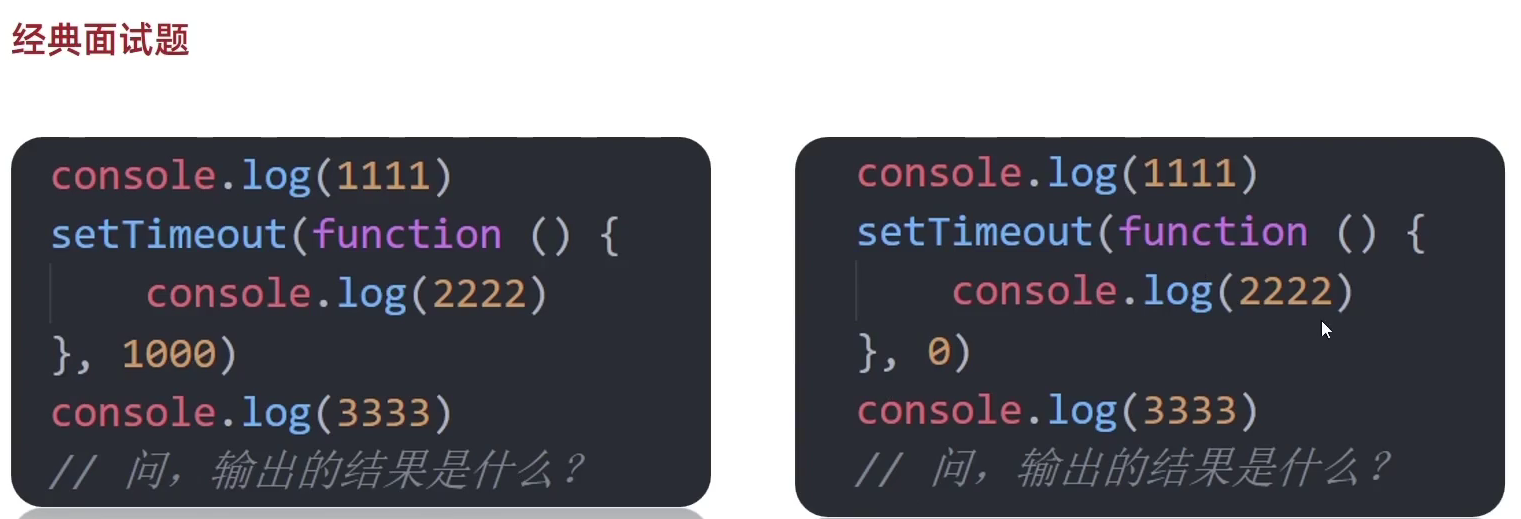 经典面试题
console.log(1111)
setTimeout(function () {
    console.log(2222)
}, 1000)
console.log(3333)
// 问，输出的结果是什么？
console.log(1111)
setTimeout(function () {
    console.log(2222)
}, 0)
console.log(3333)
// 问，输出的结果是什么？